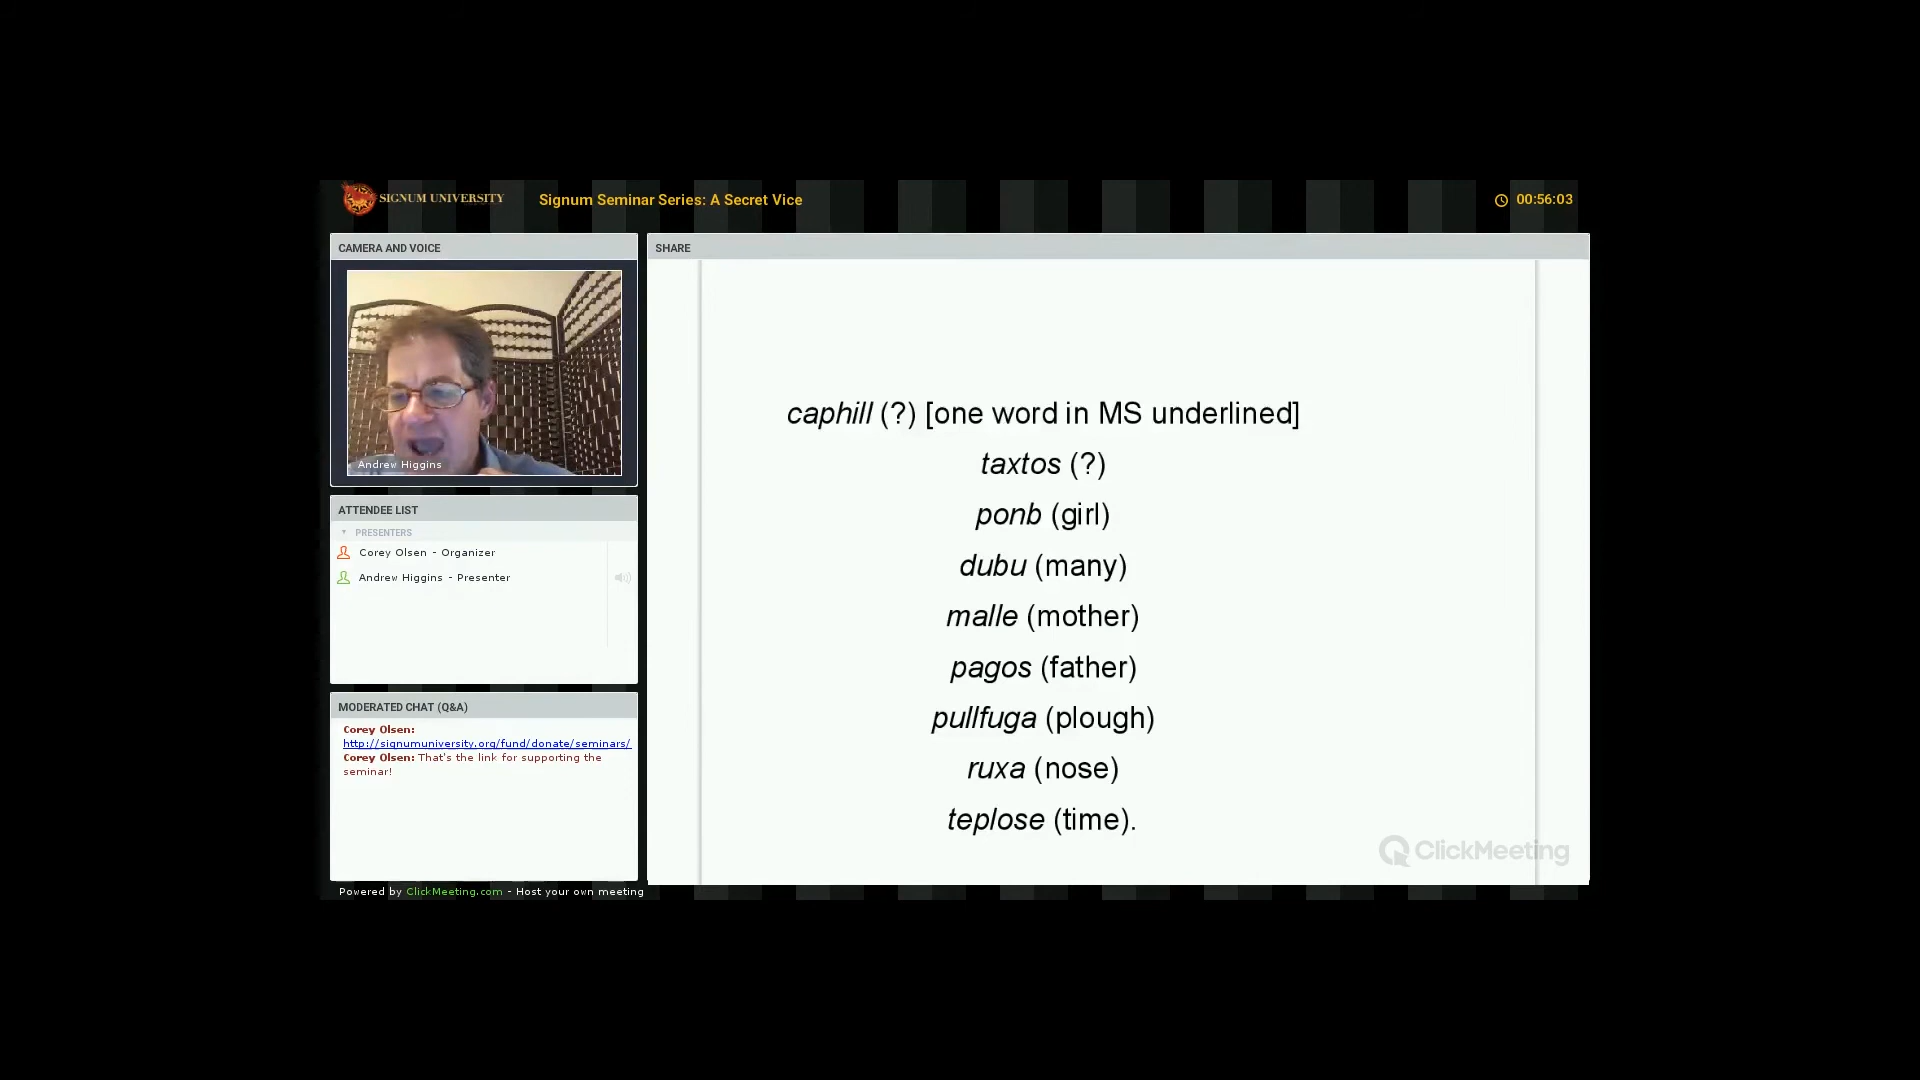 SIGNUM UNIVERSITY
Signum Seminar Series: A Secret Vice
00:56:03
CAMERA AND VOICE
Andrew Higgins
ATTENDEE LIST
PRESENTERS
Corey Olsen - Organizer
Andrew Higgins - Presenter
MODERATED CHAT (Q&A)
Corey Olsen:
http://signumuniversity.org/fund/donate/seminars/
Corey Olsen: That's the link for supporting the
seminar!
Powered by ClickMeeting.com - Host your own meeting
SHARE
caphill (?) [one word in MS underlined]
taxtos (?)
ponb (girl)
dubu (many)
malle (mother)
pagos (father)
pullfuga (plough)
ruxa (nose)
teplose (time).
ClickMeeting